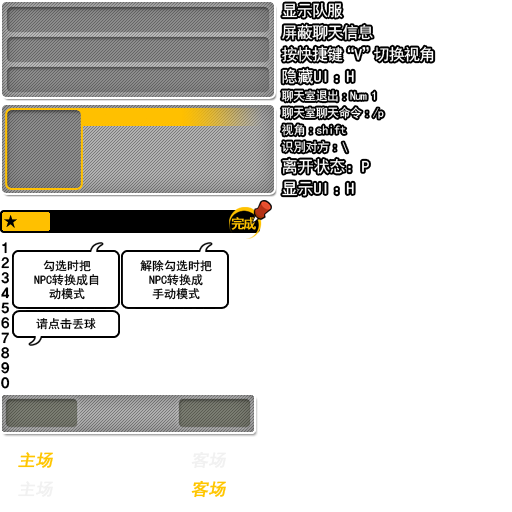 显示队服
屏蔽聊天信息
按快捷键“V”切换视角
隐藏UI：H
聊天室退出：Num 1
聊天室聊天命令：/p
视角：shift
识别对方：\
离开状态：P
显示UI：H
完成
1
2
3
4
5
6
7
8
9
0
勾选时把
NPC转换成自
动模式
解除勾选时把
NPC转换成
手动模式
请点击丢球
主场
客场
主场
客场